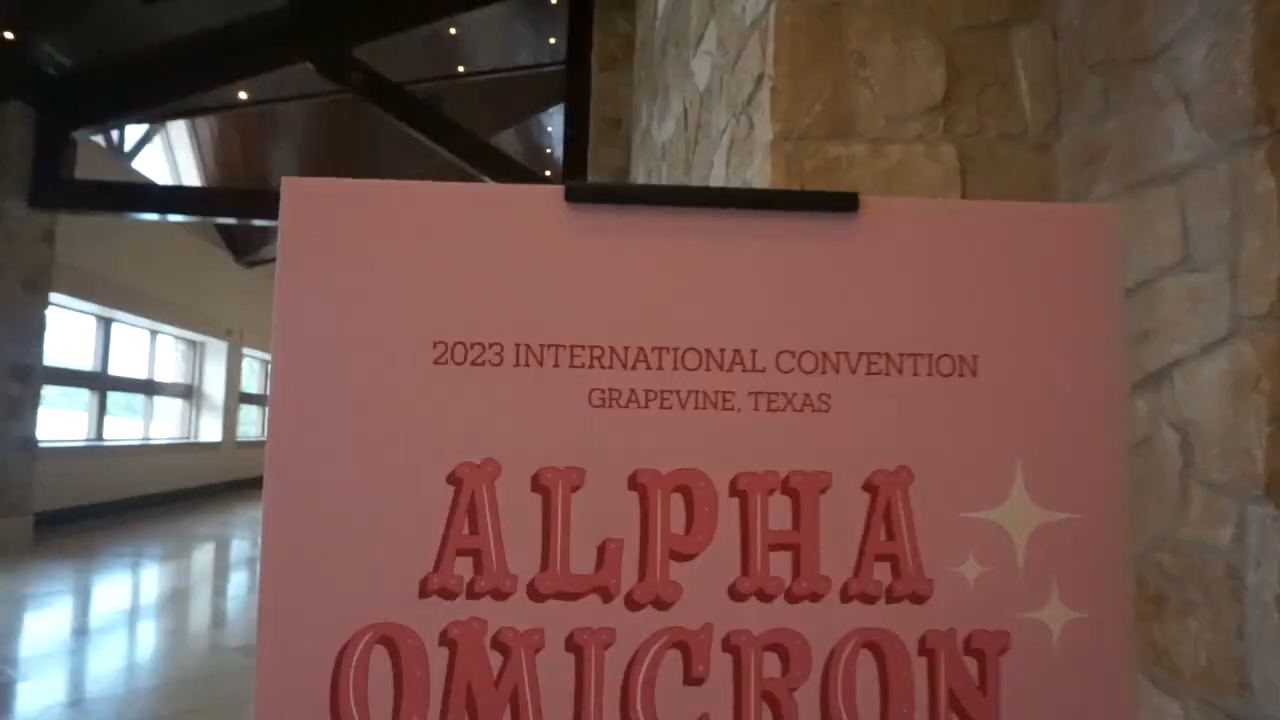 2023 INTERNATIONAL CONVENTION
GRAPEVINE, TEXAS
ALPHA
OMICRON